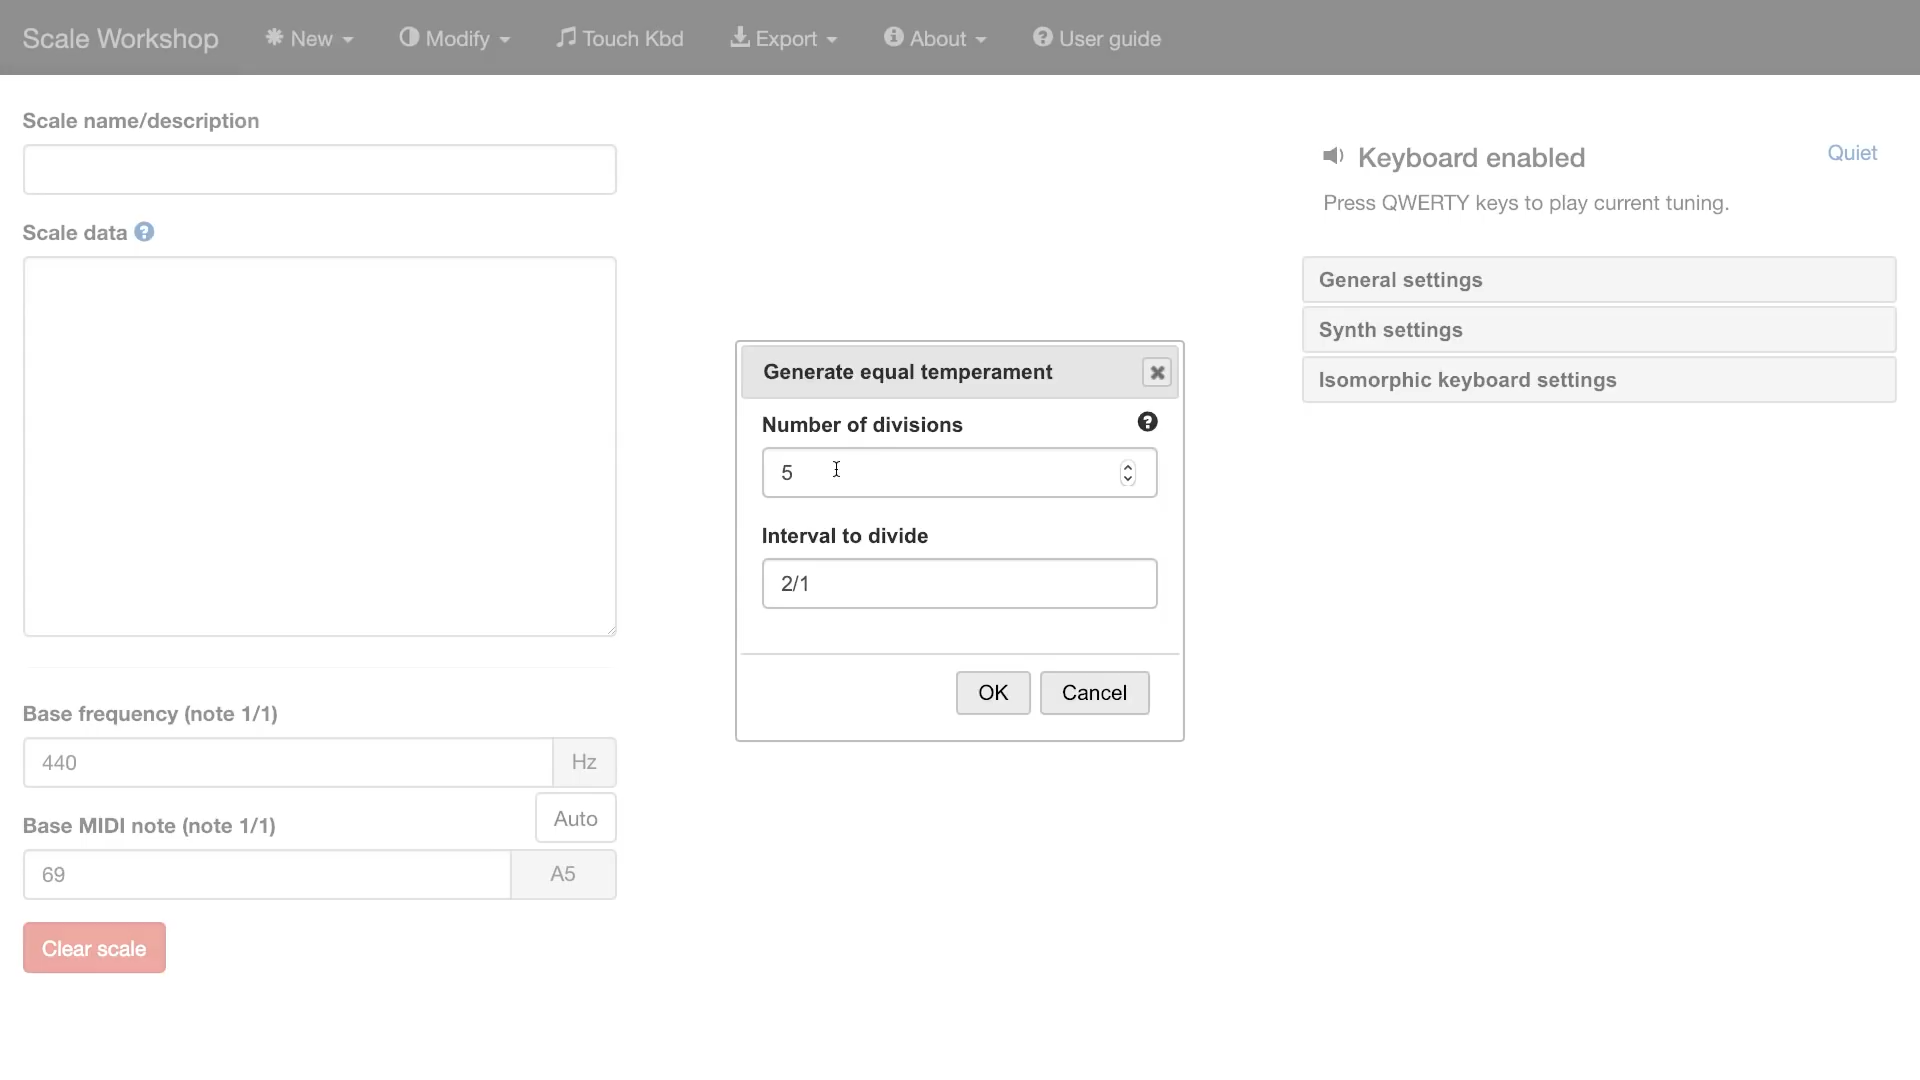 Scale Workshop New Modify Touch Kbd Export About User guide
Scale name/description
Scale data
Base frequency (note 1/1)
440 Hz
Auto
Base MIDI note (note 1/1)
69 A5
Clear scale
Generate equal temperament
Number of divisions
5
Interval to divide
2/1
OK Cancel
Keyboard enabled Quiet
Press QWERTY keys to play current tuning.
General settings
Synth settings
Isomorphic keyboard settings